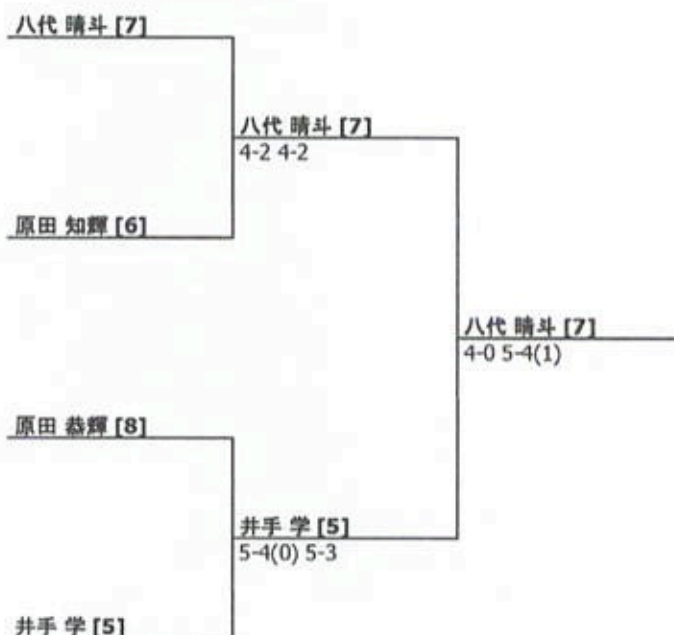 八代 晴斗 [7]
八代 晴斗 [7]
4-2 4-2
原田 知輝 [6]
八代 晴斗 [7]
4-0 5-4(1)
原田 恭輝 [8]
井手 学 [5]
5-4(0) 5-3
井手 学 [5]